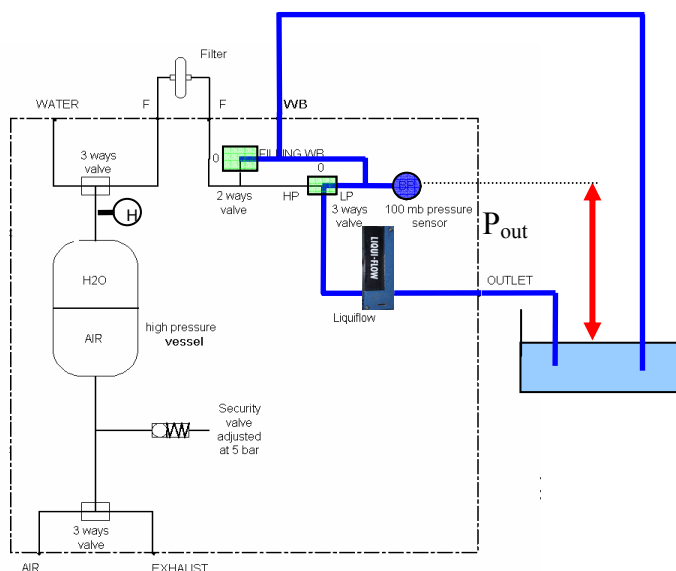 Filter
WATER
F
F
WB
3 ways
valve
0
FILLING WB
0
2 ways
valve
HP
LP
3 ways
valve
BP
100 mb pressure
sensor
H
Pout
LIQUI-FLOW
OUTLET
Liquiflow
H2O
AIR
high pressure
vessel
Security
valve
adjusted
at 5 bar
3 ways
valve
AIR
EXHAUST